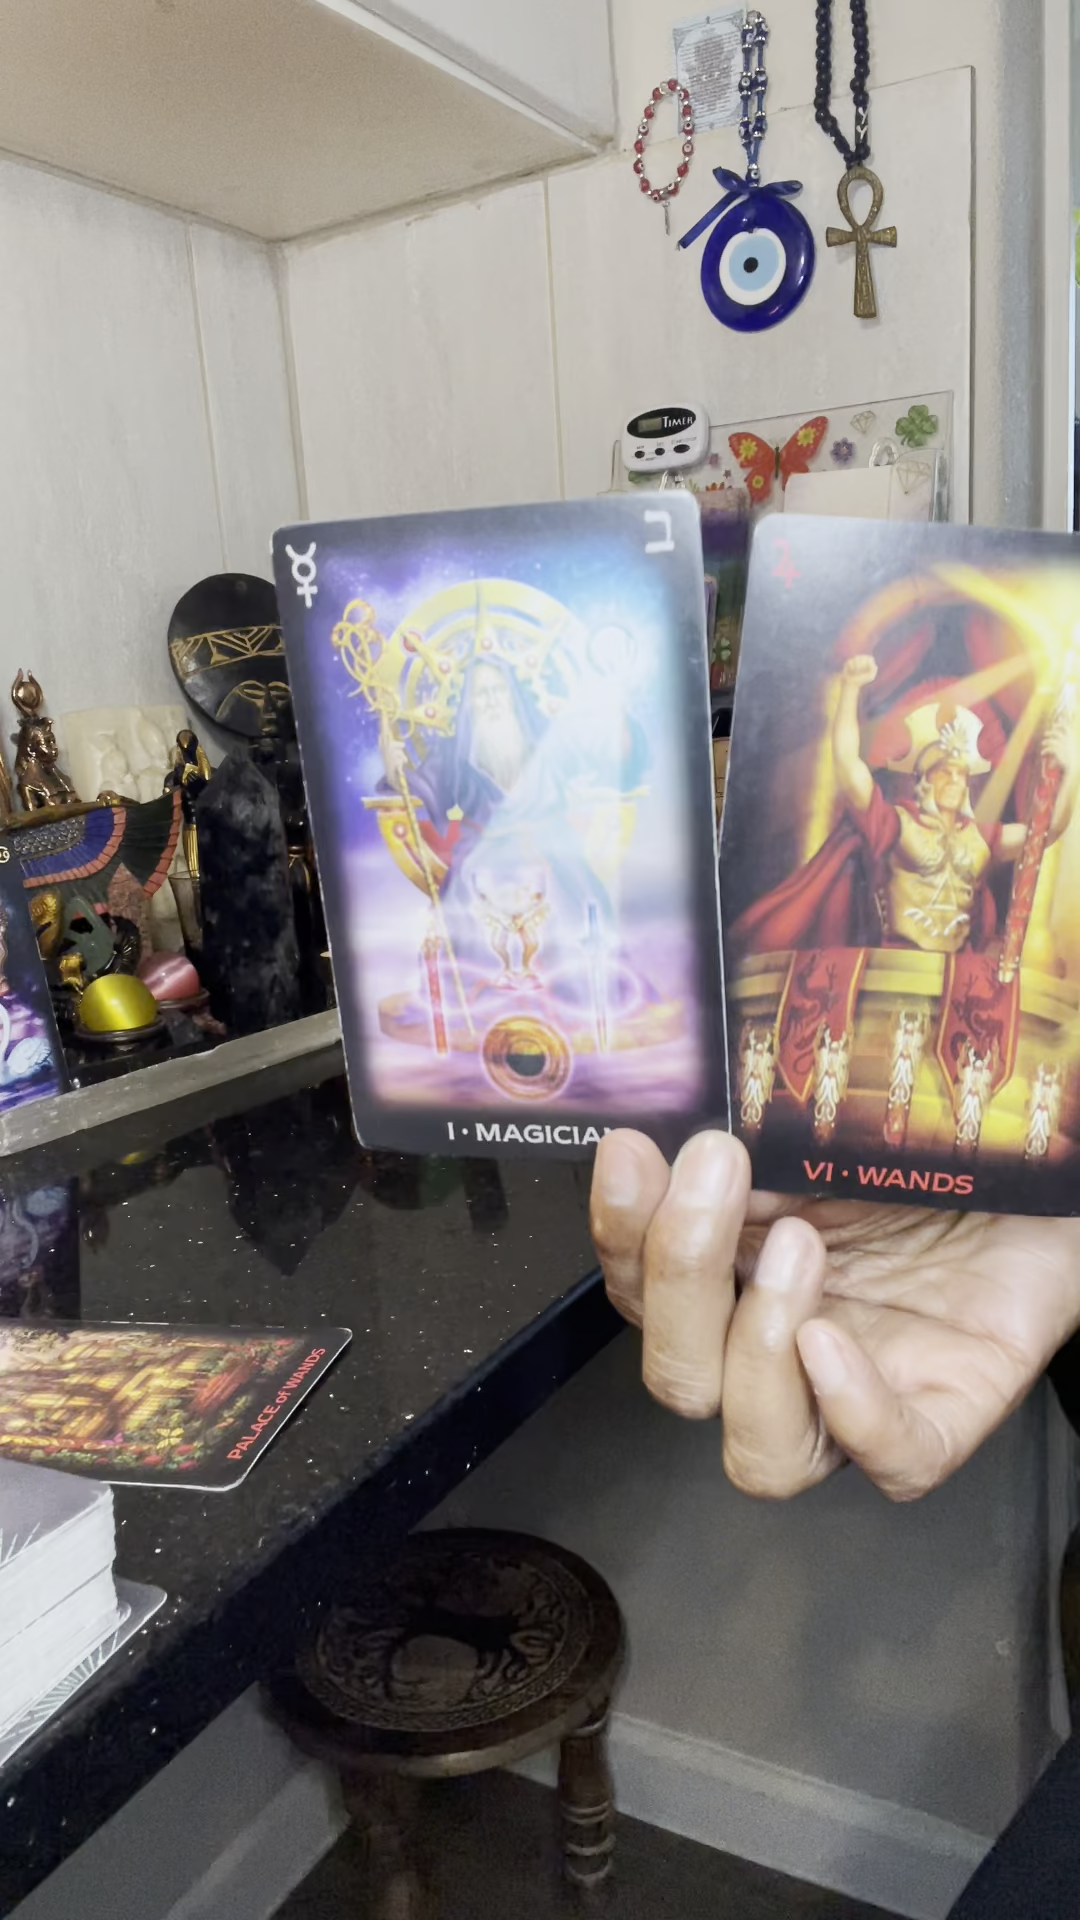 TIMER
ב
I · MAGICIAN
VI · WANDS
PALACE of WANDS